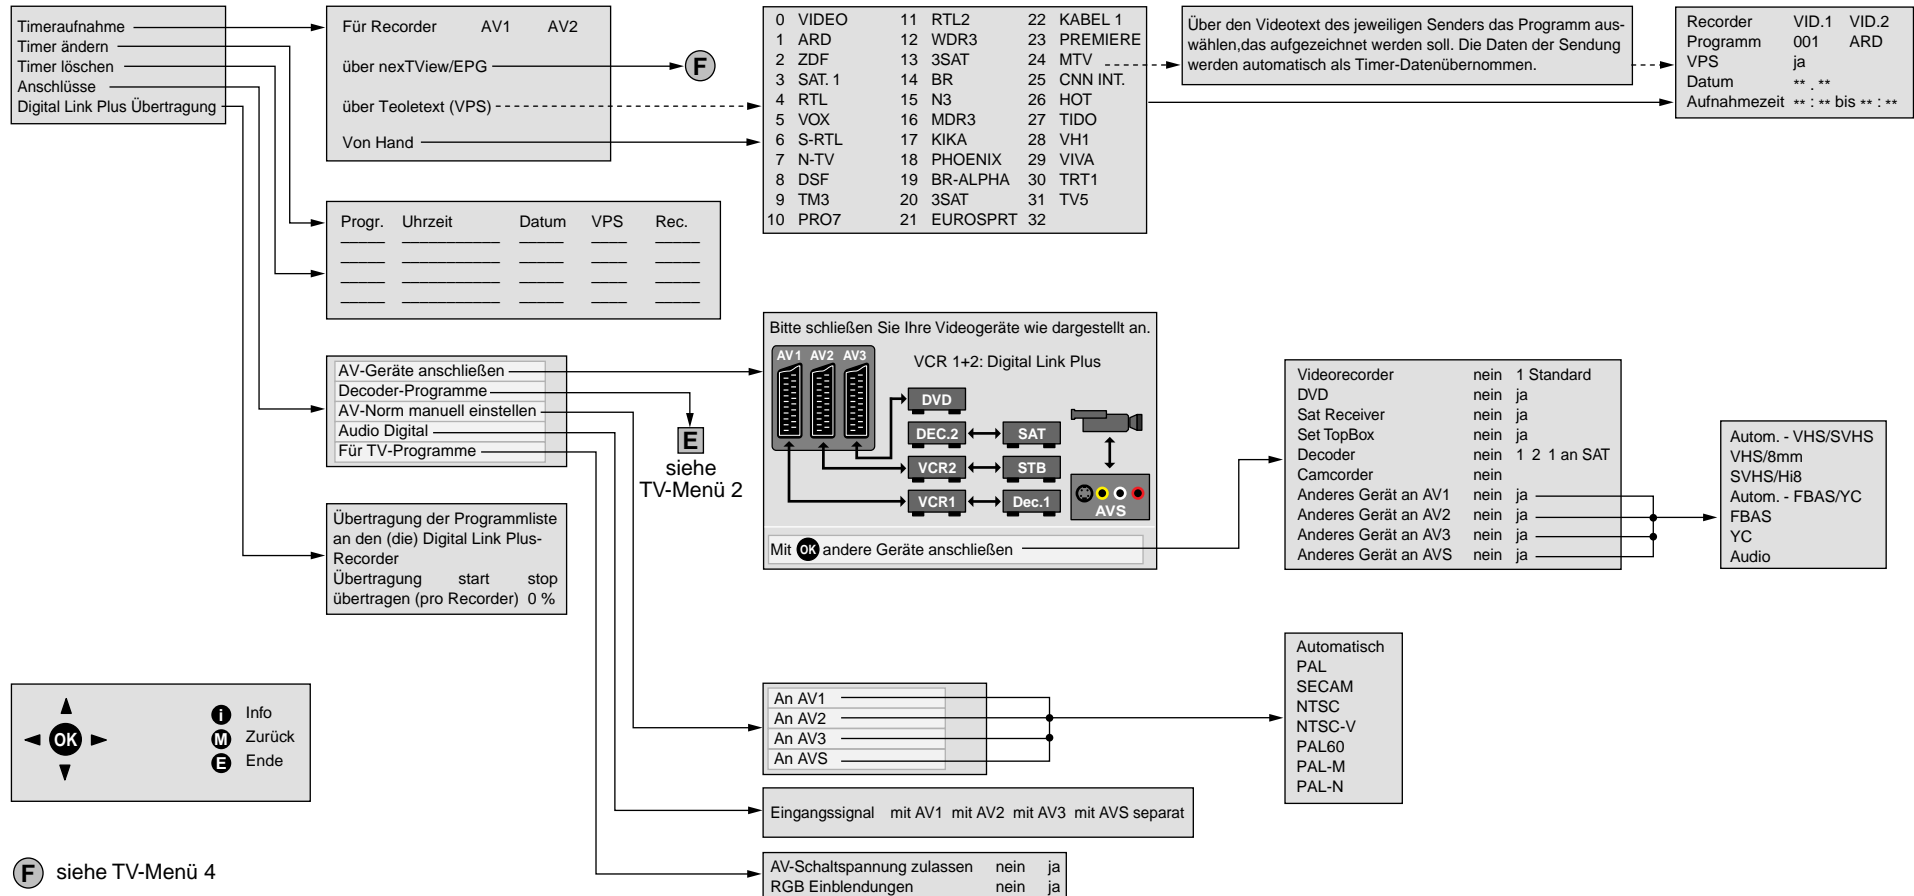 Timeraufnahme
Timer ändern
Timer löschen
Anschlüsse
Digital Link Plus Übertragung
Für Recorder AV1 AV2
über nexTView/EPG
F
über Teoletext (VPS)
Von Hand
0 VIDEO 11 RTL2 22 KABEL 1
1 ARD 12 WDR3 23 PREMIERE
2 ZDF 13 3SAT 24 MTV
3 SAT. 1 14 BR 25 CNN INT.
4 RTL 15 N3 26 HOT
5 VOX 16 MDR3 27 TIDO
6 S-RTL 17 KIKA 28 VH1
7 N-TV 18 PHOENIX 29 VIVA
8 DSF 19 BR-ALPHA 30 TRT1
9 TM3 20 3SAT 31 TV5
10 PRO7 21 EUROSPRT 32
Über den Videotext des jeweiligen Senders das Programm aus-
wählen,das aufgezeichnet werden soll. Die Daten der Sendung
werden automatisch als Timer-Datenübernommen.
Recorder VID.1 VID.2
Programm 001 ARD
VPS ja
Datum ** . **
Aufnahmezeit ** : ** bis ** : **
Progr. Uhrzeit Datum VPS Rec.
AV-Geräte anschließen
Decoder-Programme
AV-Norm manuell einstellen
Audio Digital
Für TV-Programme
E
siehe
TV-Menü 2
Übertragung der Programmliste
an den (die) Digital Link Plus-
Recorder
Übertragung start stop
übertragen (pro Recorder) 0 %
Bitte schließen Sie Ihre Videogeräte wie dargestellt an.
AV1 AV2 AV3
VCR 1+2: Digital Link Plus
DVD
DEC.2 SAT
VCR2 STB
VCR1 Dec.1
AVS
Mit OK andere Geräte anschließen
Videorecorder nein 1 Standard
DVD nein ja
Sat Receiver nein ja
Set TopBox nein ja
Decoder nein 1 2 1 an SAT
Camcorder nein
Anderes Gerät an AV1 nein ja
Anderes Gerät an AV2 nein ja
Anderes Gerät an AV3 nein ja
Anderes Gerät an AVS nein ja
Autom. - VHS/SVHS
VHS/8mm
SVHS/Hi8
Autom. - FBAS/YC
FBAS
YC
Audio
An AV1
An AV2
An AV3
An AVS
Automatisch
PAL
SECAM
NTSC
NTSC-V
PAL60
PAL-M
PAL-N
Eingangssignal mit AV1 mit AV2 mit AV3 mit AVS separat
AV-Schaltspannung zulassen nein ja
RGB Einblendungen nein ja
OK
i Info
M Zurück
E Ende
F siehe TV-Menü 4